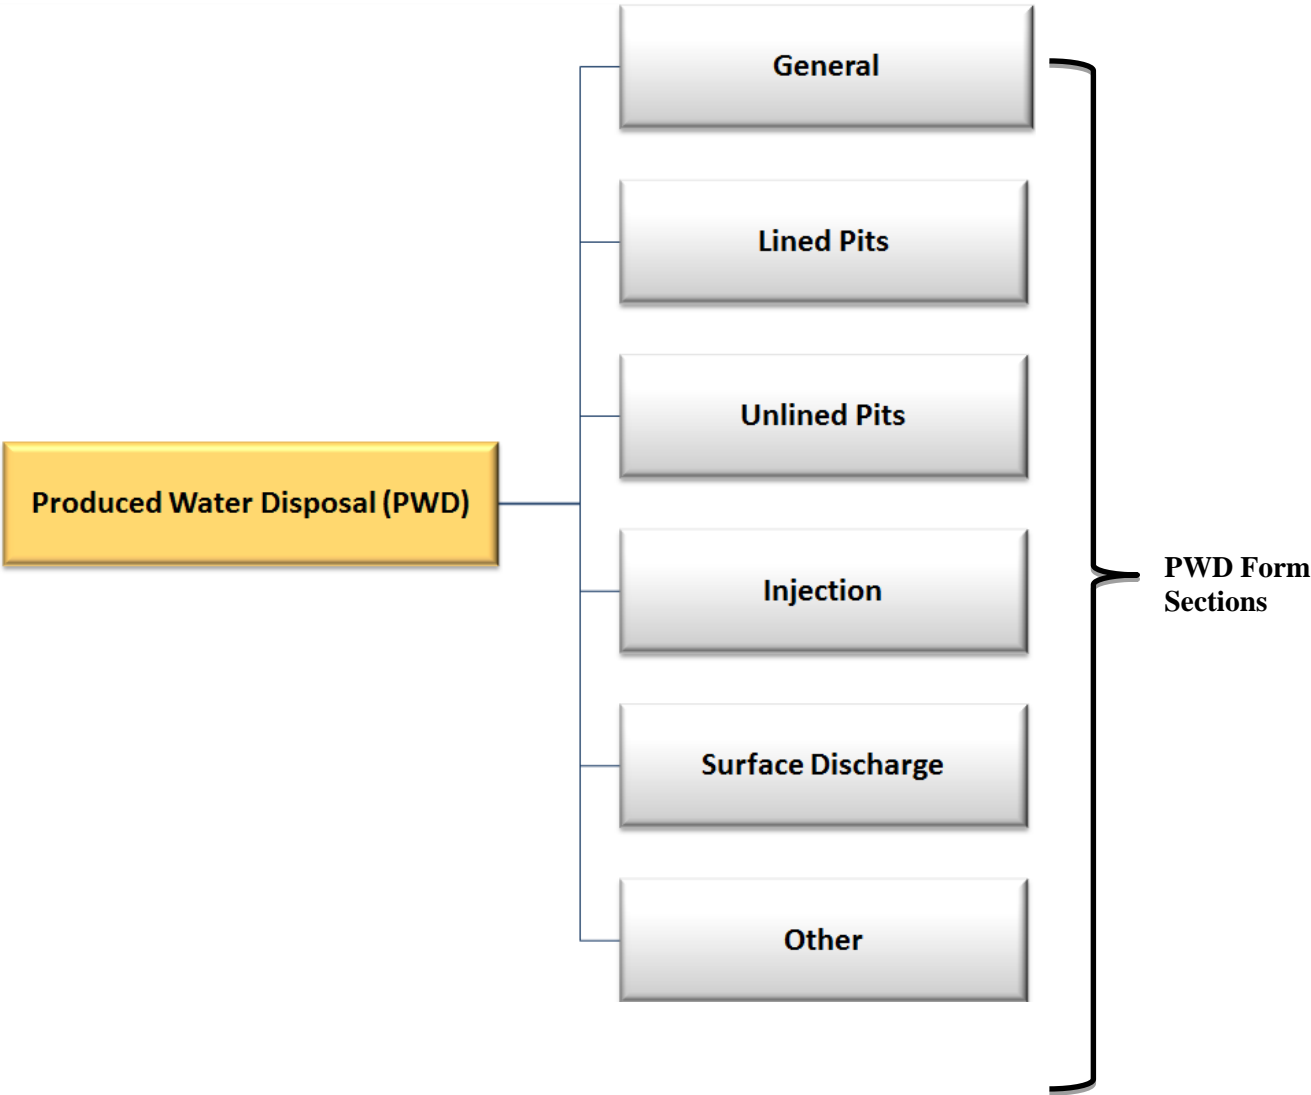 General
Lined Pits
Unlined Pits
Produced Water Disposal (PWD)
Injection
Surface Discharge
Other
PWD Form
Sections